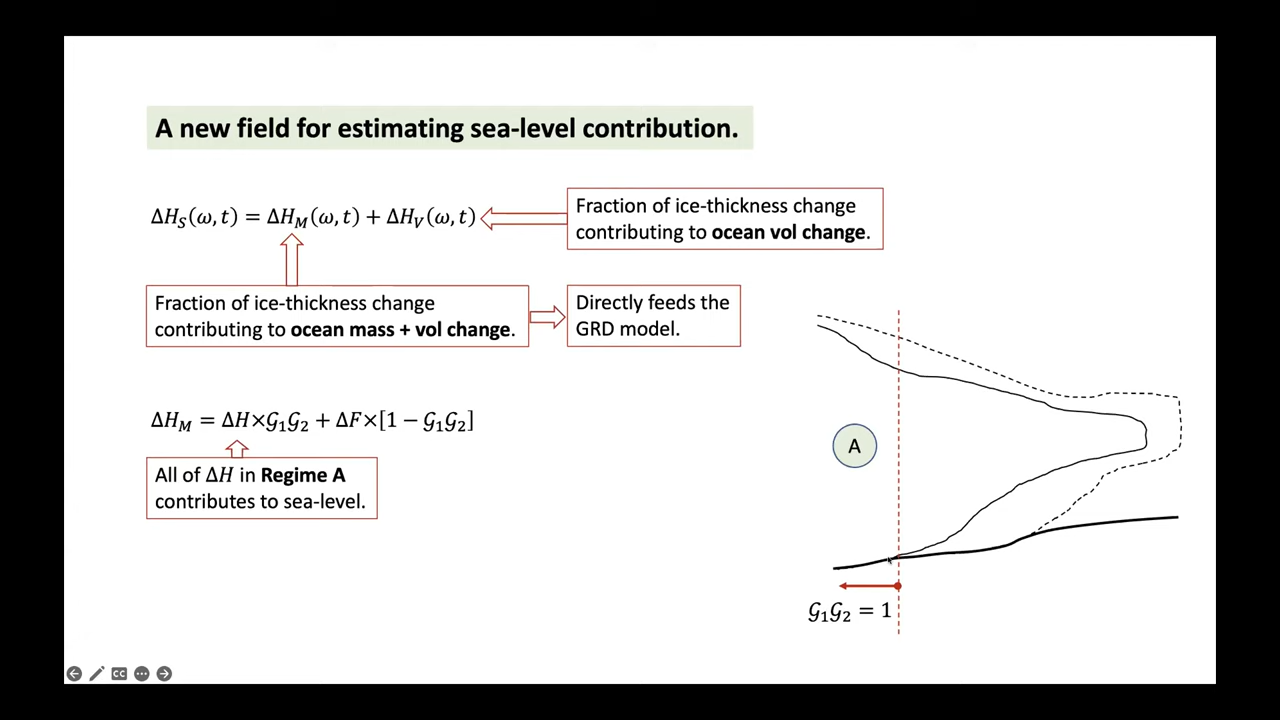 A new field for estimating sea-level contribution.
ΔH_S(ω, t) = ΔH_M(ω, t) + ΔH_V(ω, t)
Fraction of ice-thickness change
contributing to ocean vol change.
Fraction of ice-thickness change
contributing to ocean mass + vol change.
Directly feeds the
GRD model.
ΔH_M = ΔH×𝒢₁𝒢₂ + ΔF×[1 − 𝒢₁𝒢₂]
All of ΔH in Regime A
contributes to sea-level.
A
𝒢₁𝒢₂ = 1
CC